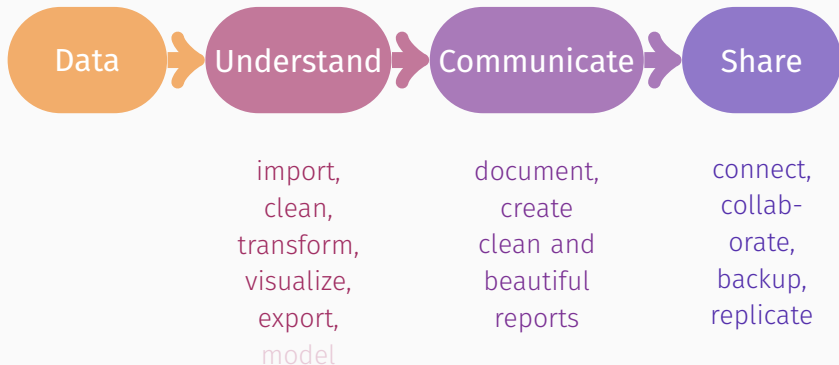 Data
Understand
Communicate
Share
import,
clean,
transform,
visualize,
export,
model
document,
create
clean and
beautiful
reports
connect,
collab-
orate,
backup,
replicate